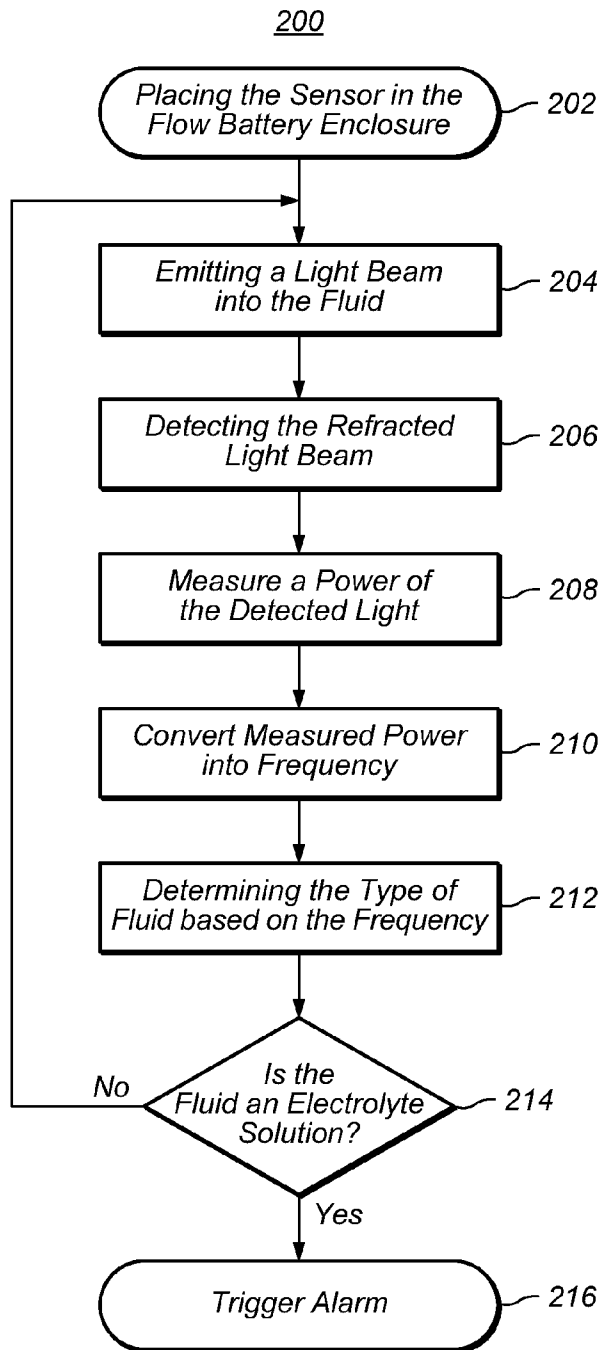 200
Placing the Sensor in the
Flow Battery Enclosure
202
Emitting a Light Beam
into the Fluid
204
Detecting the Refracted
Light Beam
206
Measure a Power of
the Detected Light
208
Convert Measured Power
into Frequency
210
Determining the Type of
Fluid based on the Frequency
212
Is the
Fluid an Electrolyte
Solution?
214
No
Yes
Trigger Alarm
216